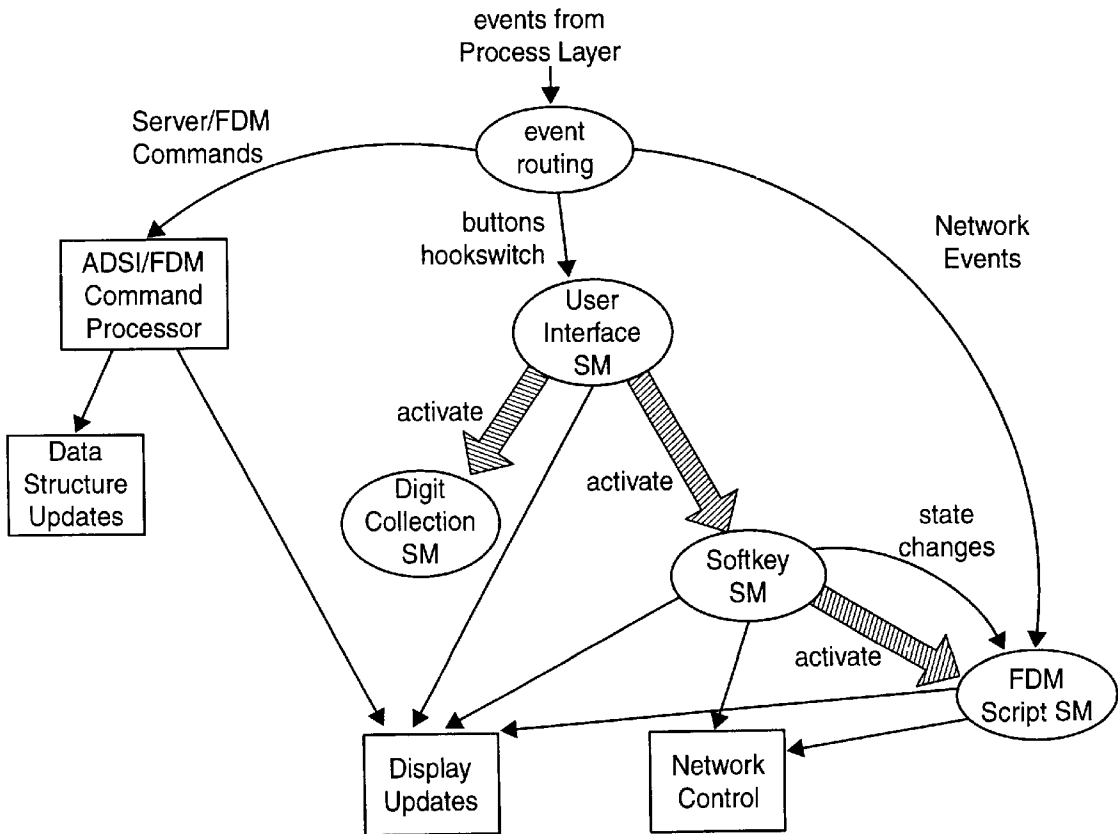 events from
Process Layer
event
routing
Server/FDM
Commands
buttons
hookswitch
Network
Events
ADSI/FDM
Command
Processor
User
Interface
SM
activate
Data
Structure
Updates
Digit
Collection
SM
activate
state
changes
Softkey
SM
activate
FDM
Script SM
Display
Updates
Network
Control